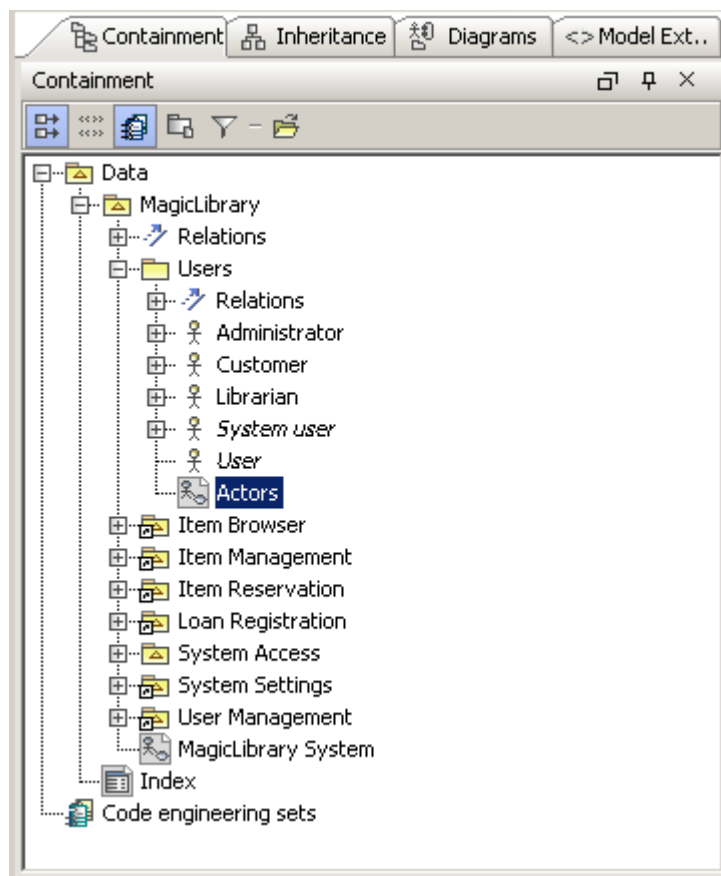 Containment Inheritance Diagrams <> Model Ext..
Containment
Data
MagicLibrary
Relations
Users
Relations
Administrator
Customer
Librarian
System user
User
Actors
Item Browser
Item Management
Item Reservation
Loan Registration
System Access
System Settings
User Management
MagicLibrary System
Index
Code engineering sets